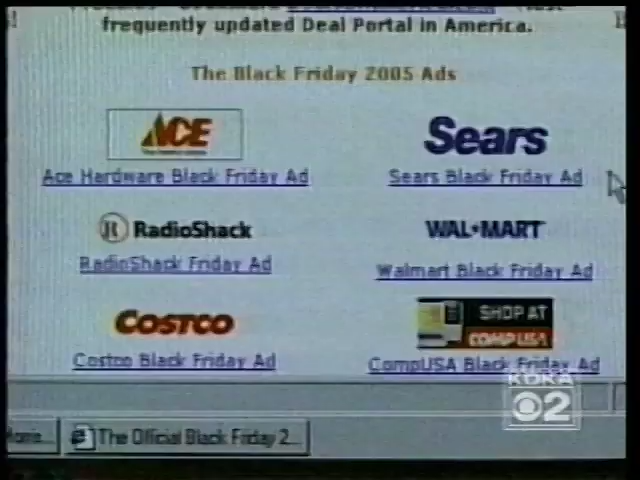 frequently updated Deal Portal in America.
The Black Friday 2005 Ads
ACE
Sears
Ace Hardware Black Friday Ad
Sears Black Friday Ad
RadioShack
WAL★MART
RadioShack Friday Ad
Walmart Black Friday Ad
COSTCO
SHOP AT
COMPUSA
Costco Black Friday Ad
CompUSA Black Friday Ad
KDKA
2
The Official Black Friday 2...